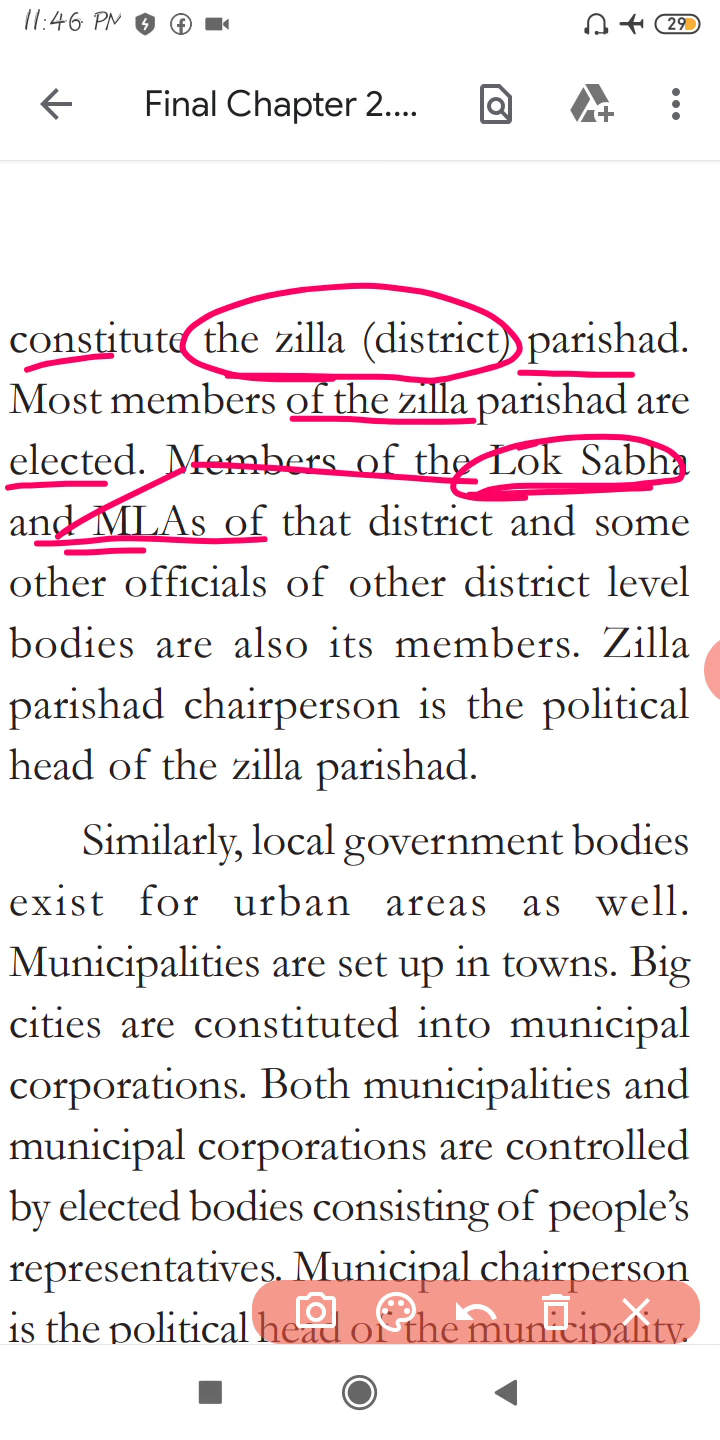 11:46 PM 29
Final Chapter 2....
constitute the zilla (district) parishad.
Most members of the zilla parishad are
elected. Members of the Lok Sabha
and MLAs of that district and some
other officials of other district level
bodies are also its members. Zilla
parishad chairperson is the political
head of the zilla parishad.
Similarly, local government bodies
exist for urban areas as well.
Municipalities are set up in towns. Big
cities are constituted into municipal
corporations. Both municipalities and
municipal corporations are controlled
by elected bodies consisting of people’s
representatives. Municipal chairperson
is the political head of the municipality.